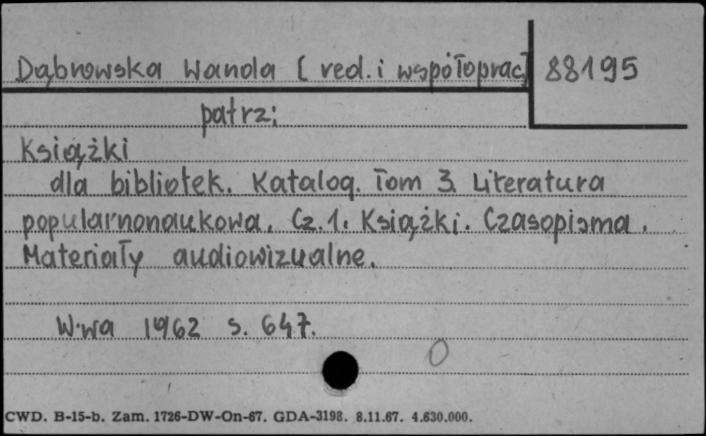 Dąbrowska Wanda [red. i współoprac] 88195
patrz:
Książki
dla bibliotek. Katalog. Tom 3. Literatura
popularnonaukowa. Cz. 1. Książki. Czasopisma.
Materiały audiowizualne.
W-wa 1962 s. 647.
0
CWD. B-15-b. Zam. 1726-DW-On-67. GDA-3198. 8.11.67. 4.630.000.